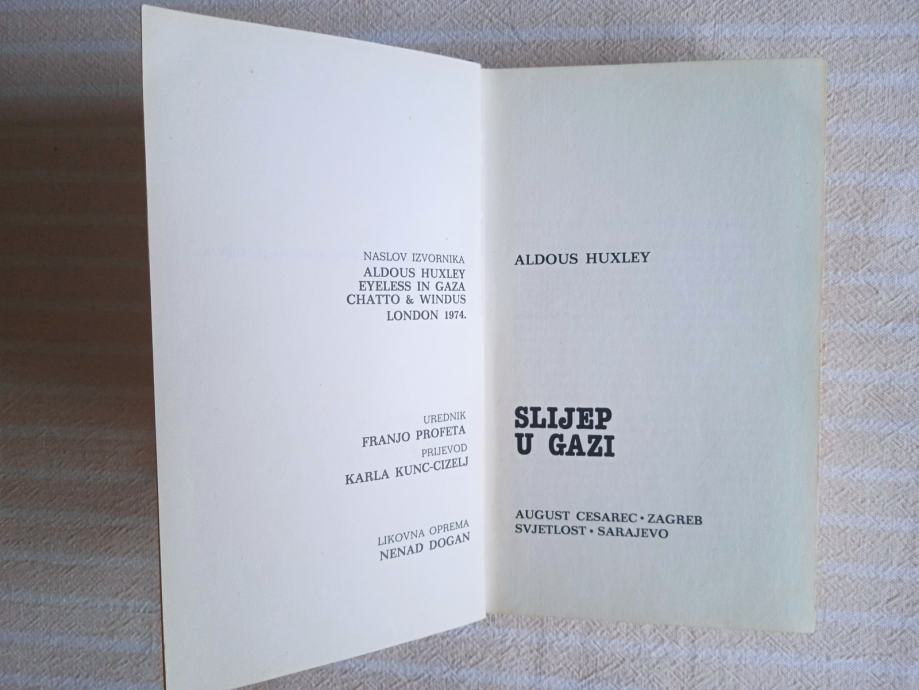 NASLOV IZVORNIKA
ALDOUS HUXLEY
EYELESS IN GAZA
CHATTO & WINDUS
LONDON 1974.
UREDNIK
FRANJO PROFETA
PRIJEVOD
KARLA KUNC-CIZELJ
LIKOVNA OPREMA
NENAD DOGAN
ALDOUS HUXLEY
SLIJEP
U GAZI
AUGUST CESAREC • ZAGREB
SVJETLOST • SARAJEVO